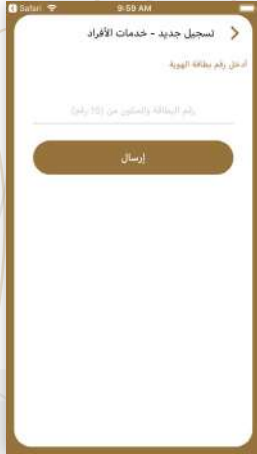 Safari 9:59 AM
تسجيل جديد - خدمات الأفراد
أدخل رقم بطاقة الهوية
رقم البطاقة والمكون من (10 رقم)
إرسال